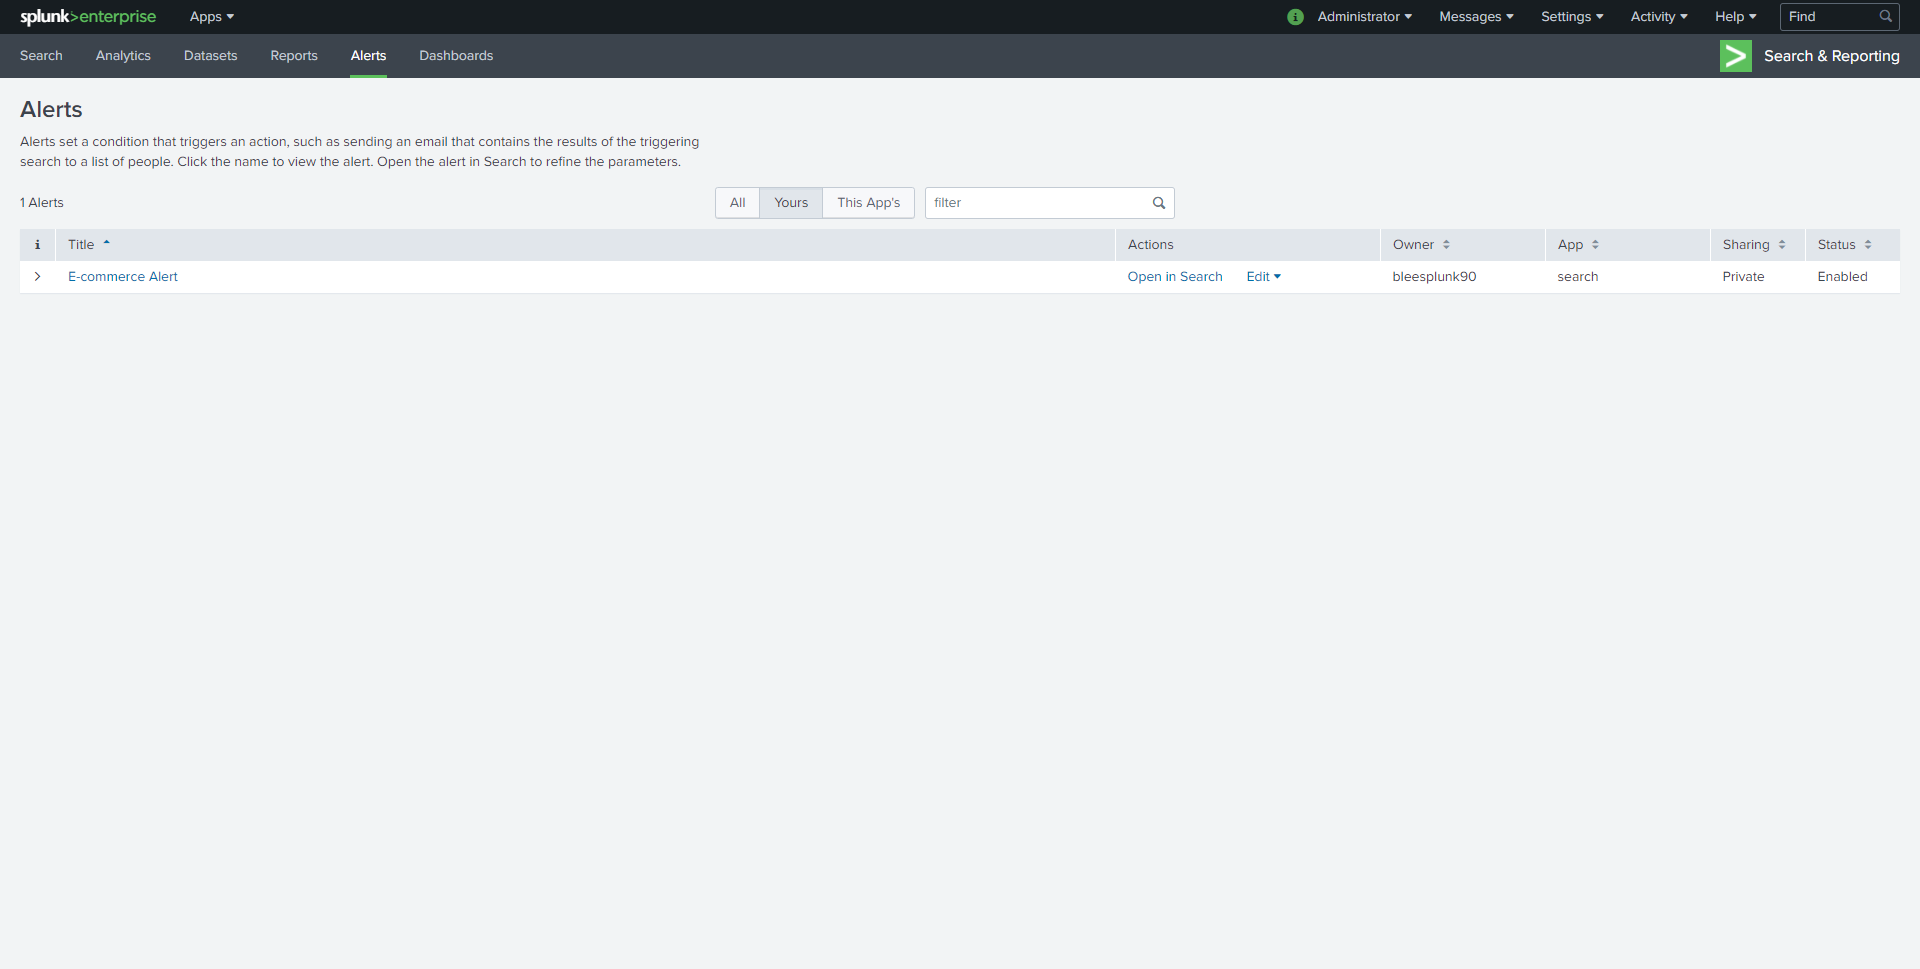 splunk>enterprise Apps Administrator Messages Settings Activity Help Find
Search Analytics Datasets Reports Alerts Dashboards Search & Reporting
Alerts
Alerts set a condition that triggers an action, such as sending an email that contains the results of the triggering
search to a list of people. Click the name to view the alert. Open the alert in Search to refine the parameters.
1 Alerts All Yours This App's filter
i Title Actions Owner App Sharing Status
E-commerce Alert Open in Search Edit bleesplunk90 search Private Enabled